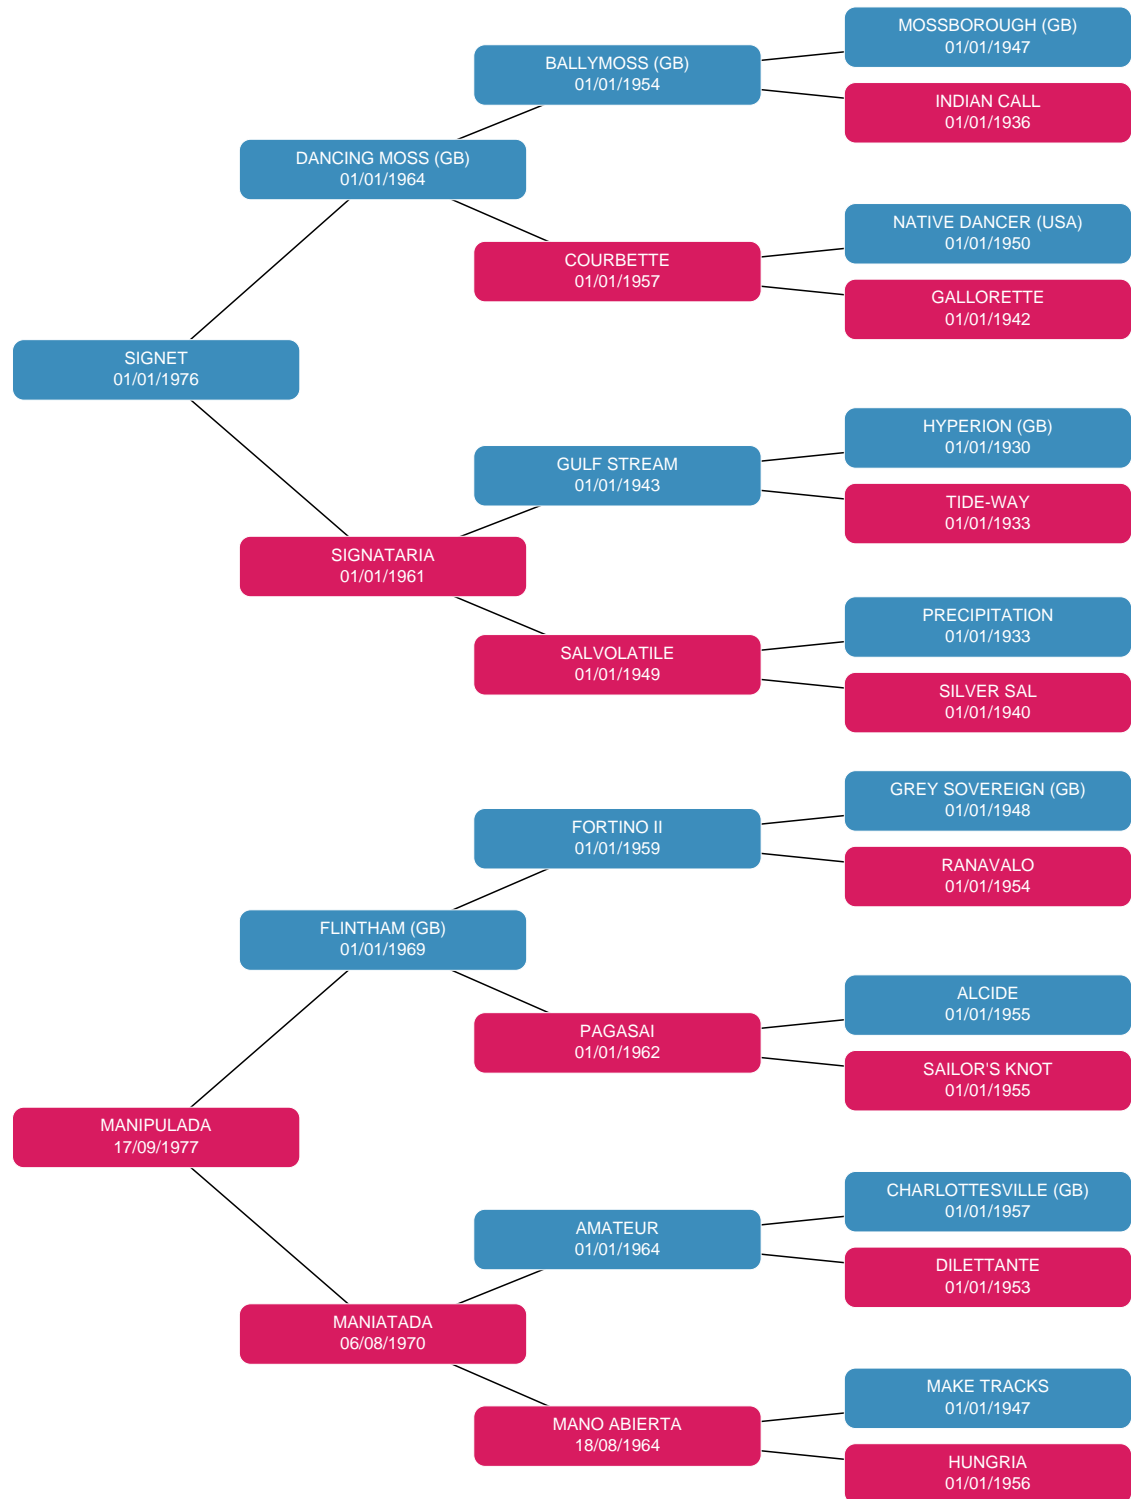 MOSSBOROUGH (GB)
01/01/1947
BALLYMOSS (GB)
01/01/1954
INDIAN CALL
01/01/1936
DANCING MOSS (GB)
01/01/1964
NATIVE DANCER (USA)
01/01/1950
COURBETTE
01/01/1957
GALLORETTE
01/01/1942
SIGNET
01/01/1976
HYPERION (GB)
01/01/1930
GULF STREAM
01/01/1943
TIDE-WAY
01/01/1933
SIGNATARIA
01/01/1961
PRECIPITATION
01/01/1933
SALVOLATILE
01/01/1949
SILVER SAL
01/01/1940
GREY SOVEREIGN (GB)
01/01/1948
FORTINO II
01/01/1959
RANAVALO
01/01/1954
FLINTHAM (GB)
01/01/1969
ALCIDE
01/01/1955
PAGASAI
01/01/1962
SAILOR'S KNOT
01/01/1955
MANIPULADA
17/09/1977
CHARLOTTESVILLE (GB)
01/01/1957
AMATEUR
01/01/1964
DILETTANTE
01/01/1953
MANIATADA
06/08/1970
MAKE TRACKS
01/01/1947
MANO ABIERTA
18/08/1964
HUNGRIA
01/01/1956